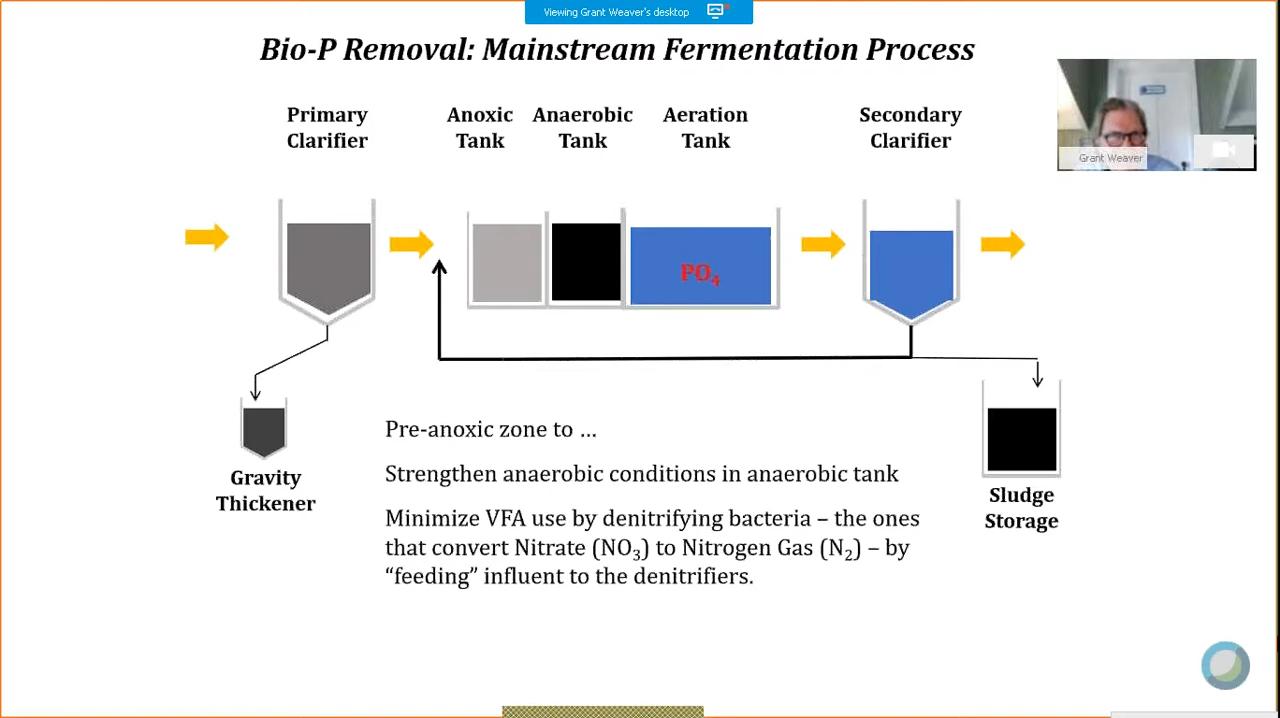 Viewing Grant Weaver's desktop
Bio-P Removal: Mainstream Fermentation Process
Primary
Clarifier
Anoxic
Tank
Anaerobic
Tank
Aeration
Tank
Secondary
Clarifier
Grant Weaver
PO₄
Gravity
Thickener
Pre-anoxic zone to …
Strengthen anaerobic conditions in anaerobic tank
Minimize VFA use by denitrifying bacteria – the ones
that convert Nitrate (NO₃) to Nitrogen Gas (N₂) – by
“feeding” influent to the denitrifiers.
Sludge
Storage